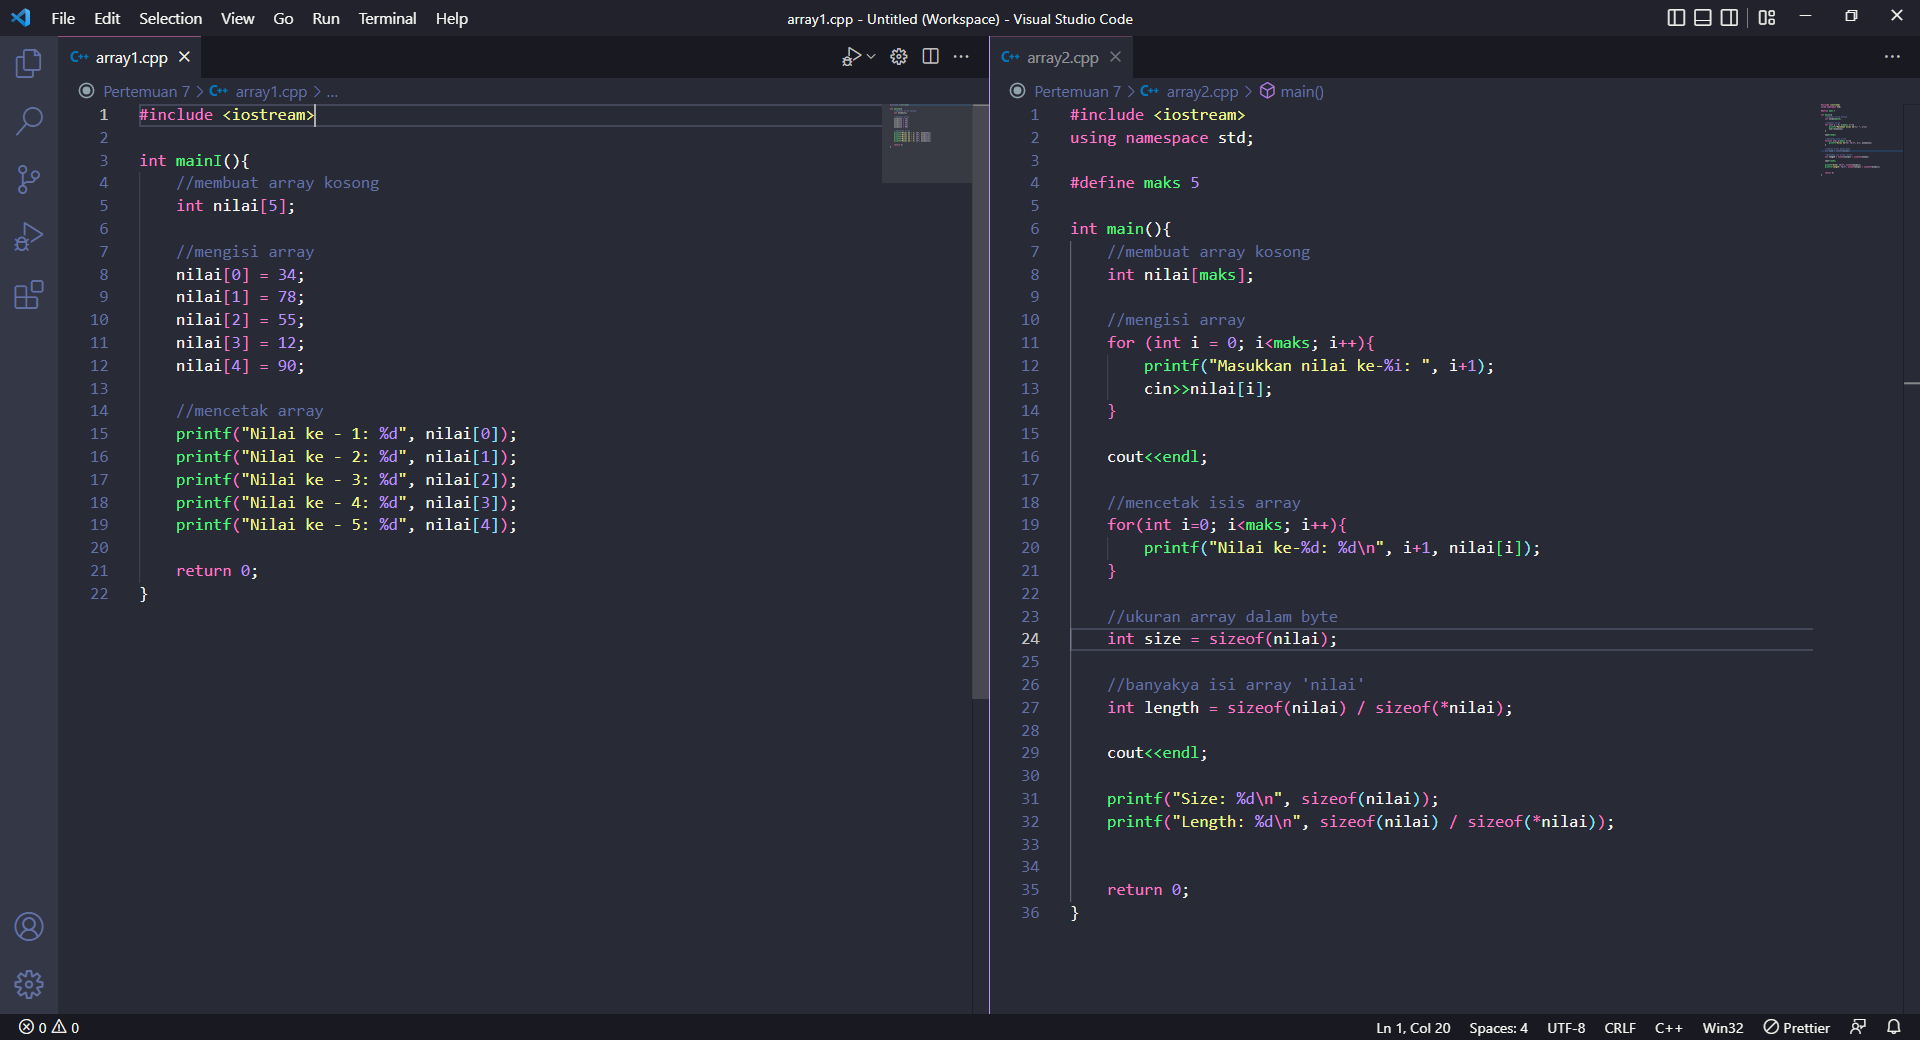 File Edit Selection View Go Run Terminal Help
array1.cpp - Untitled (Workspace) - Visual Studio Code
C++ array1.cpp
Pertemuan 7 > C++ array1.cpp > ...
1 #include <iostream>
2
3 int mainI(){
4 //membuat array kosong
5 int nilai[5];
6
7 //mengisi array
8 nilai[0] = 34;
9 nilai[1] = 78;
10 nilai[2] = 55;
11 nilai[3] = 12;
12 nilai[4] = 90;
13
14 //mencetak array
15 printf("Nilai ke - 1: %d", nilai[0]);
16 printf("Nilai ke - 2: %d", nilai[1]);
17 printf("Nilai ke - 3: %d", nilai[2]);
18 printf("Nilai ke - 4: %d", nilai[3]);
19 printf("Nilai ke - 5: %d", nilai[4]);
20
21 return 0;
22 }
C++ array2.cpp
Pertemuan 7 > C++ array2.cpp > main()
1 #include <iostream>
2 using namespace std;
3
4 #define maks 5
5
6 int main(){
7 //membuat array kosong
8 int nilai[maks];
9
10 //mengisi array
11 for (int i = 0; i<maks; i++){
12 printf("Masukkan nilai ke-%i: ", i+1);
13 cin>>nilai[i];
14 }
15
16 cout<<endl;
17
18 //mencetak isis array
19 for(int i=0; i<maks; i++){
20 printf("Nilai ke-%d: %d\n", i+1, nilai[i]);
21 }
22
23 //ukuran array dalam byte
24 int size = sizeof(nilai);
25
26 //banyakya isi array 'nilai'
27 int length = sizeof(nilai) / sizeof(*nilai);
28
29 cout<<endl;
30
31 printf("Size: %d\n", sizeof(nilai));
32 printf("Length: %d\n", sizeof(nilai) / sizeof(*nilai));
33
34
35 return 0;
36 }
0 0
Ln 1, Col 20 Spaces: 4 UTF-8 CRLF C++ Win32 Prettier